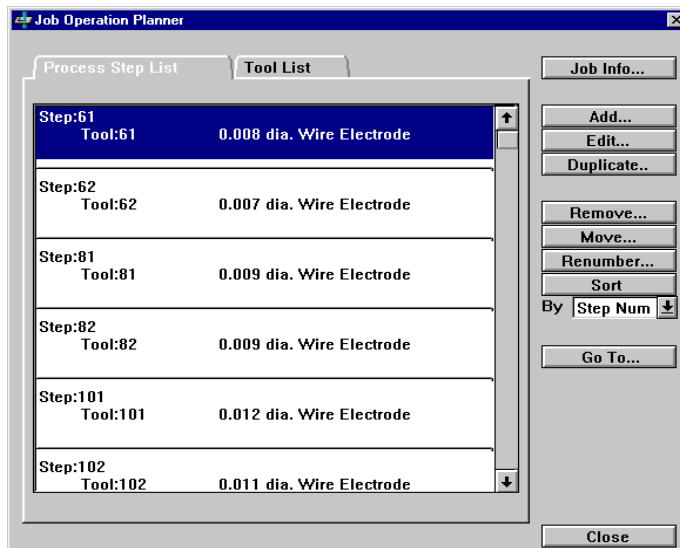 Job Operation Planner
Process Step List
Tool List
Step:61
Tool:61 0.008 dia. Wire Electrode
Step:62
Tool:62 0.007 dia. Wire Electrode
Step:81
Tool:81 0.009 dia. Wire Electrode
Step:82
Tool:82 0.009 dia. Wire Electrode
Step:101
Tool:101 0.012 dia. Wire Electrode
Step:102
Tool:102 0.011 dia. Wire Electrode
Job Info...
Add...
Edit...
Duplicate..
Remove...
Move...
Renumber...
Sort
By Step Num
Go To...
Close